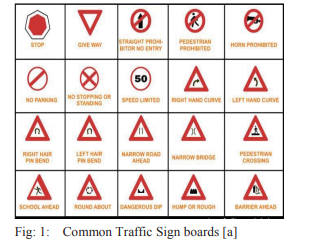 STOP
GIVE WAY
STRAIGHT PROHI-
BITOR NO ENTRY
PEDESTRIAN
PROHIBITED
HORN PROHIBITED
NO PARKING
NO STOPPING OR
STANDING
50
SPEED LIMITED
RIGHT HAND CURVE
LEFT HAND CURVE
RIGHT HAIR
PIN BEND
LEFT HAIR
PIN BEND
NARROW ROAD
AHEAD
NARROW BRIDGE
PEDESTRIAN
CROSSING
SCHOOL AHEAD
ROUND ABOUT
DANGEROUS DIP
HUMP OR ROUGH
BARRIER AHEAD
Fig: 1: Common Traffic Sign boards [a]